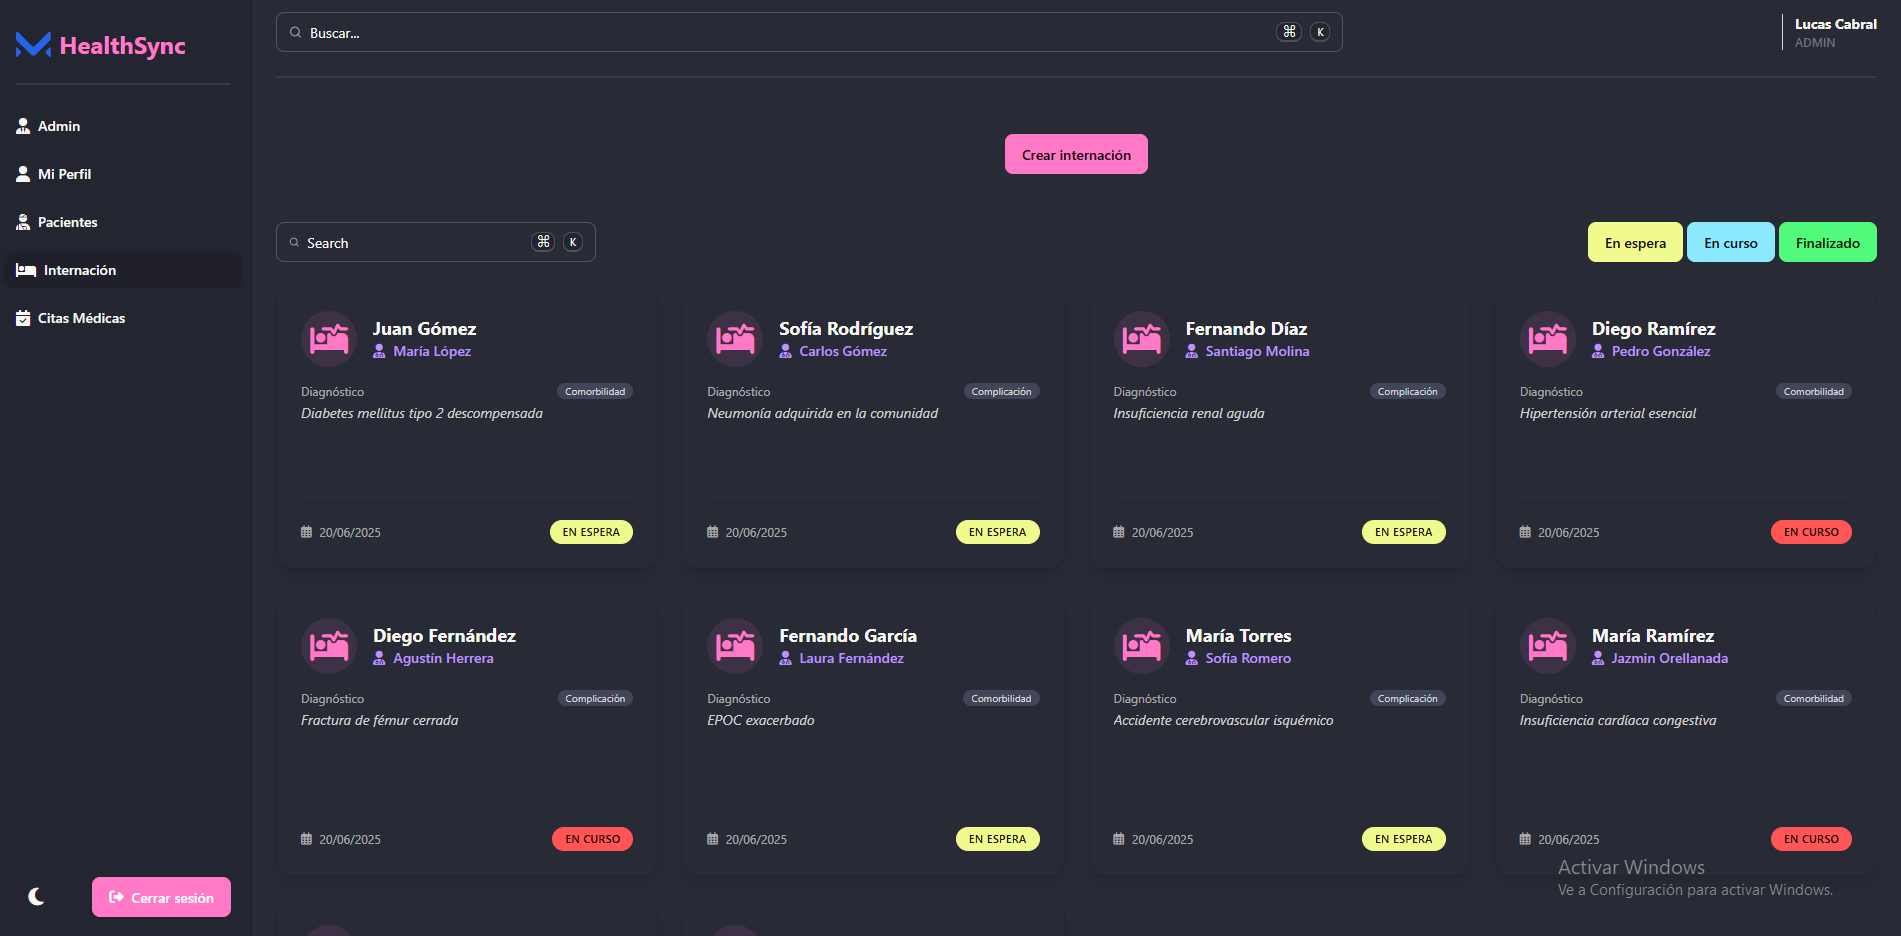 HealthSync
Admin
Mi Perfil
Pacientes
Internación
Citas Médicas
Cerrar sesión
Buscar... ⌘ K
Lucas Cabral
ADMIN
Crear internación
Search ⌘ K
En espera En curso Finalizado
Juan Gómez
María López
Diagnóstico Comorbilidad
Diabetes mellitus tipo 2 descompensada
20/06/2025 EN ESPERA
Sofía Rodríguez
Carlos Gómez
Diagnóstico Complicación
Neumonía adquirida en la comunidad
20/06/2025 EN ESPERA
Fernando Díaz
Santiago Molina
Diagnóstico Complicación
Insuficiencia renal aguda
20/06/2025 EN ESPERA
Diego Ramírez
Pedro González
Diagnóstico Comorbilidad
Hipertensión arterial esencial
20/06/2025 EN CURSO
Diego Fernández
Agustín Herrera
Diagnóstico Complicación
Fractura de fémur cerrada
20/06/2025 EN CURSO
Fernando García
Laura Fernández
Diagnóstico Comorbilidad
EPOC exacerbado
20/06/2025 EN ESPERA
María Torres
Sofía Romero
Diagnóstico Complicación
Accidente cerebrovascular isquémico
20/06/2025 EN ESPERA
María Ramírez
Jazmin Orellanada
Diagnóstico Comorbilidad
Insuficiencia cardíaca congestiva
20/06/2025 EN CURSO
Activar Windows
Ve a Configuración para activar Windows.